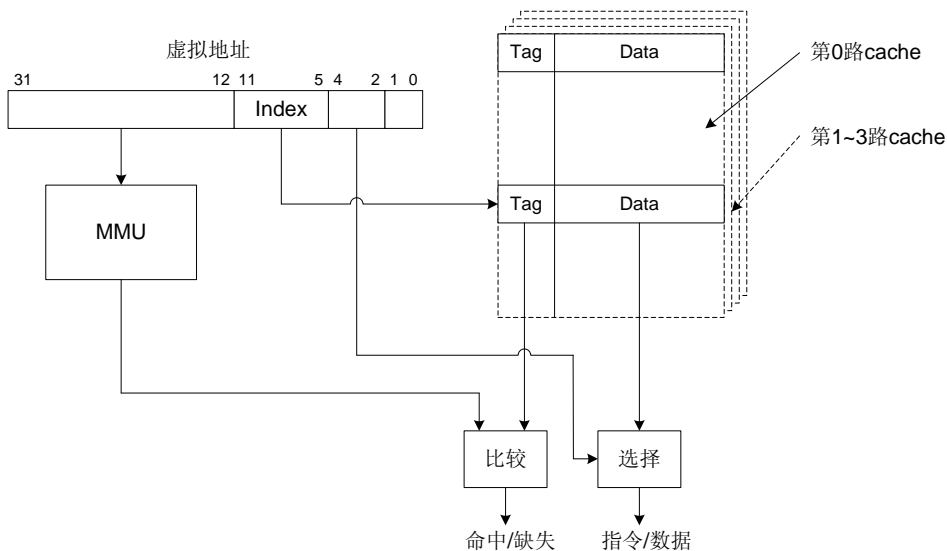 虚拟地址
31 12 11 5 4 2 1 0
Index
MMU
Tag Data
第0路cache
第1~3路cache
Tag Data
比较
选择
命中/缺失
指令/数据